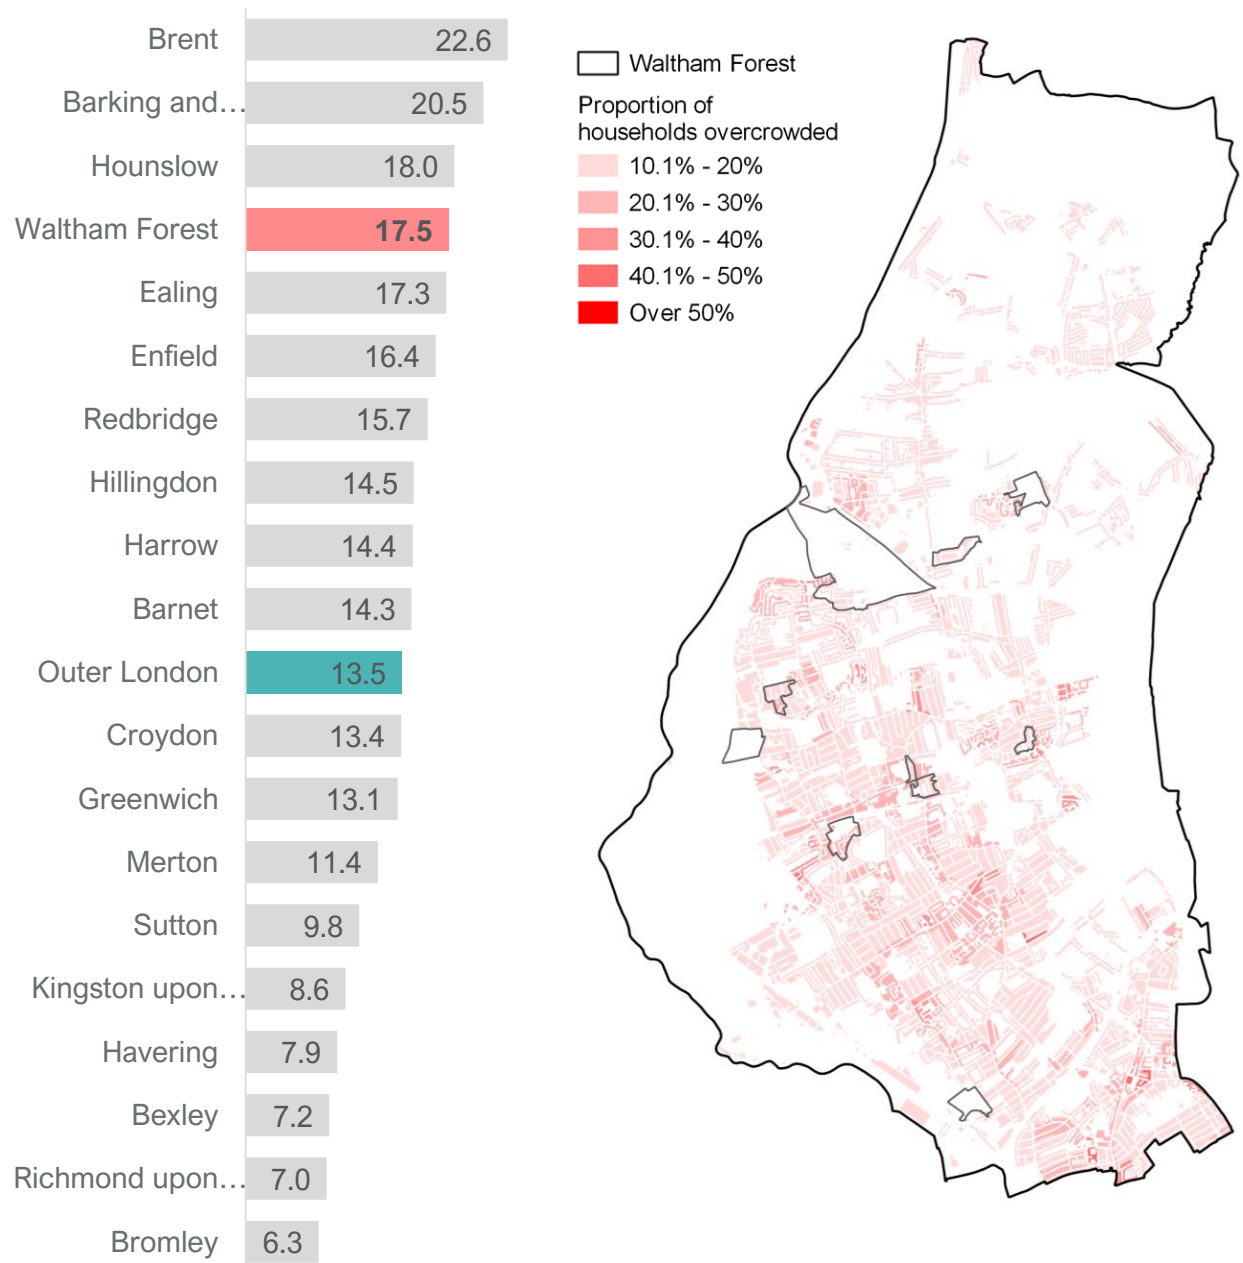 Brent 22.6
Barking and… 20.5
Hounslow 18.0
Waltham Forest 17.5
Ealing 17.3
Enfield 16.4
Redbridge 15.7
Hillingdon 14.5
Harrow 14.4
Barnet 14.3
Outer London 13.5
Croydon 13.4
Greenwich 13.1
Merton 11.4
Sutton 9.8
Kingston upon… 8.6
Havering 7.9
Bexley 7.2
Richmond upon… 7.0
Bromley 6.3
Waltham Forest
Proportion of
households overcrowded
10.1% - 20%
20.1% - 30%
30.1% - 40%
40.1% - 50%
Over 50%